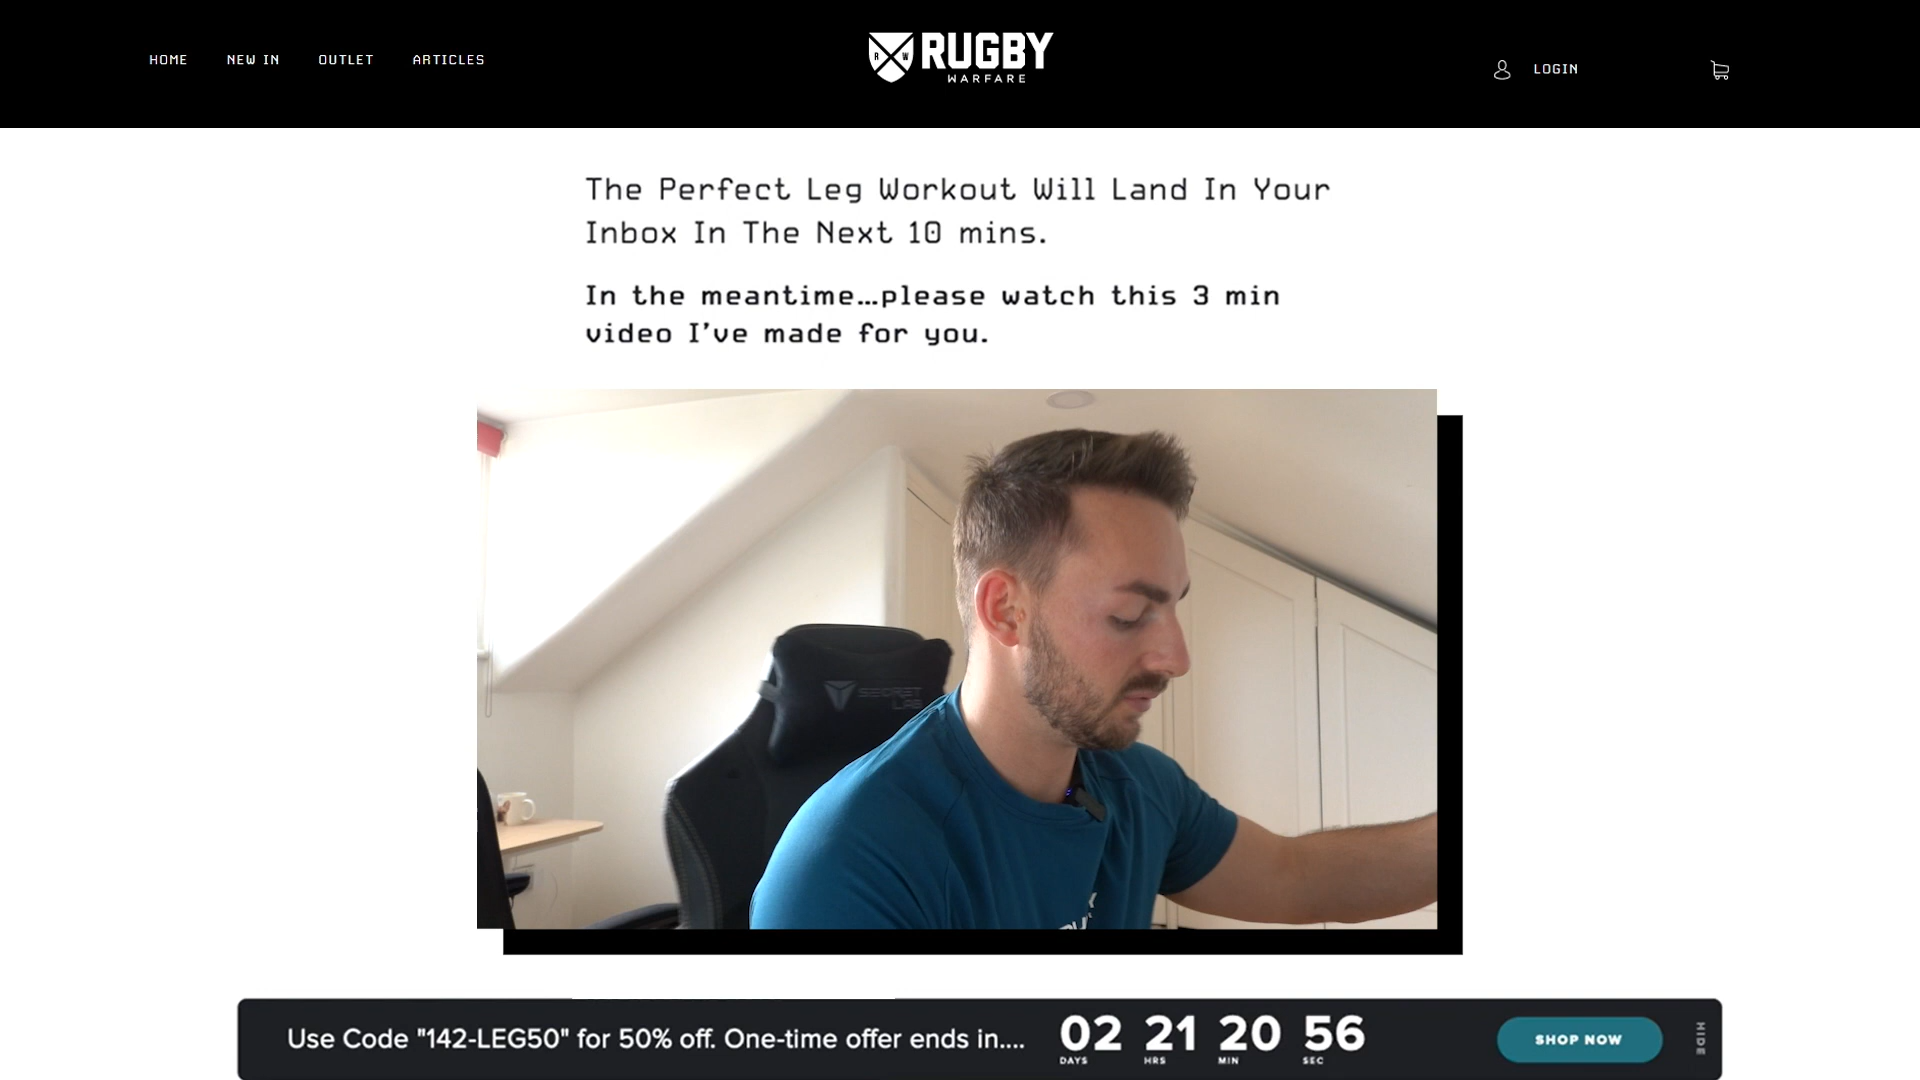 HOME NEW IN OUTLET ARTICLES
R W RUGBY
WARFARE
LOGIN
The Perfect Leg Workout Will Land In Your
Inbox In The Next 10 mins.
In the meantime...please watch this 3 min
video I've made for you.
SECRET
LAB
Use Code "142-LEG50" for 50% off. One-time offer ends in....
02 21 20 56
DAYS HRS MIN SEC
SHOP NOW
HIDE